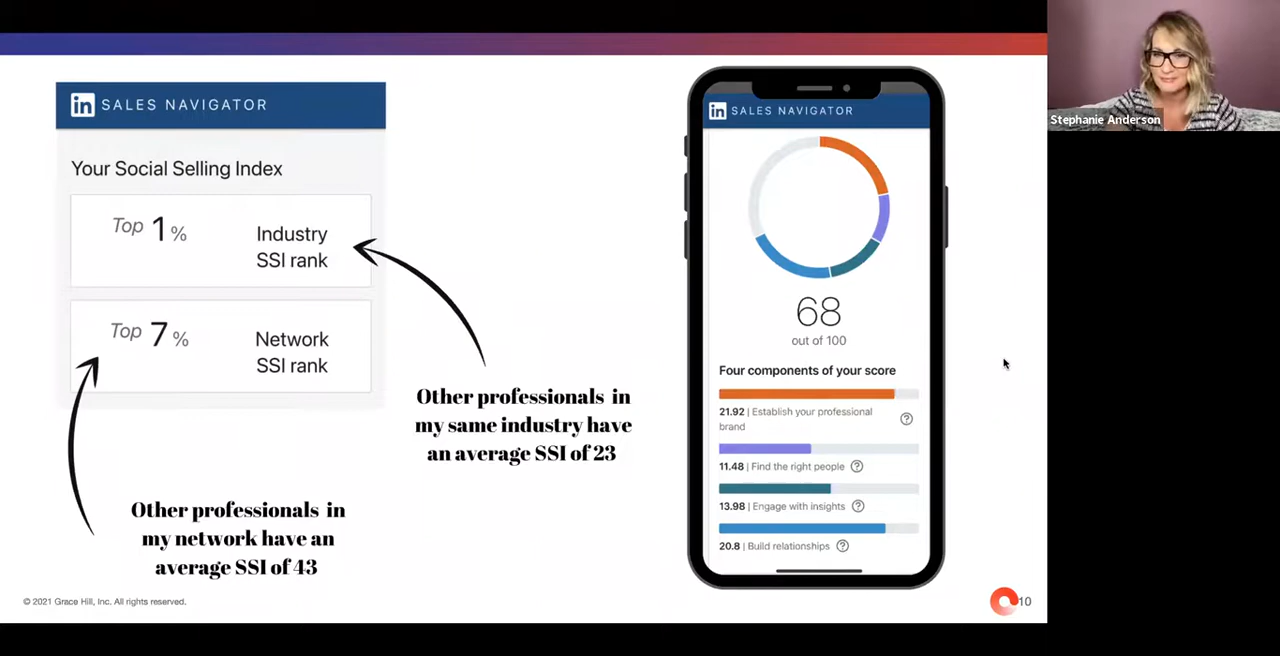 in SALES NAVIGATOR
Your Social Selling Index
Top 1 %
Industry
SSI rank
Top 7 %
Network
SSI rank
Other professionals in
my same industry have
an average SSI of 23
Other professionals in
my network have an
average SSI of 43
in SALES NAVIGATOR
68
out of 100
Four components of your score
21.92 | Establish your professional
brand ?
11.48 | Find the right people ?
13.98 | Engage with insights ?
20.8 | Build relationships ?
© 2021 Grace Hill, Inc. All rights reserved.
10
Stephanie Anderson